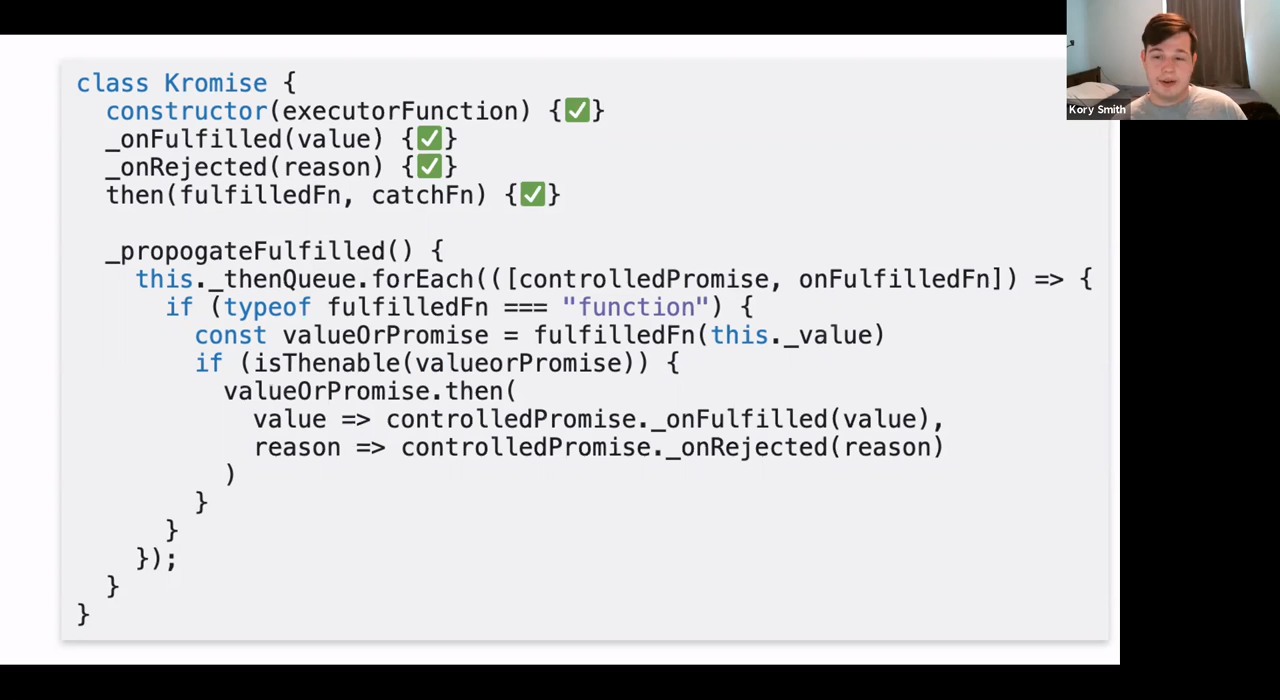 class Kromise {
constructor(executorFunction) {✅}
_onFulfilled(value) {✅}
_onRejected(reason) {✅}
then(fulfilledFn, catchFn) {✅}
_propogateFulfilled() {
this._thenQueue.forEach(([controlledPromise, onFulfilledFn]) => {
if (typeof fulfilledFn === "function") {
const valueOrPromise = fulfilledFn(this._value)
if (isThenable(valueorPromise)) {
valueOrPromise.then(
value => controlledPromise._onFulfilled(value),
reason => controlledPromise._onRejected(reason)
)
}
}
});
}
}
Kory Smith